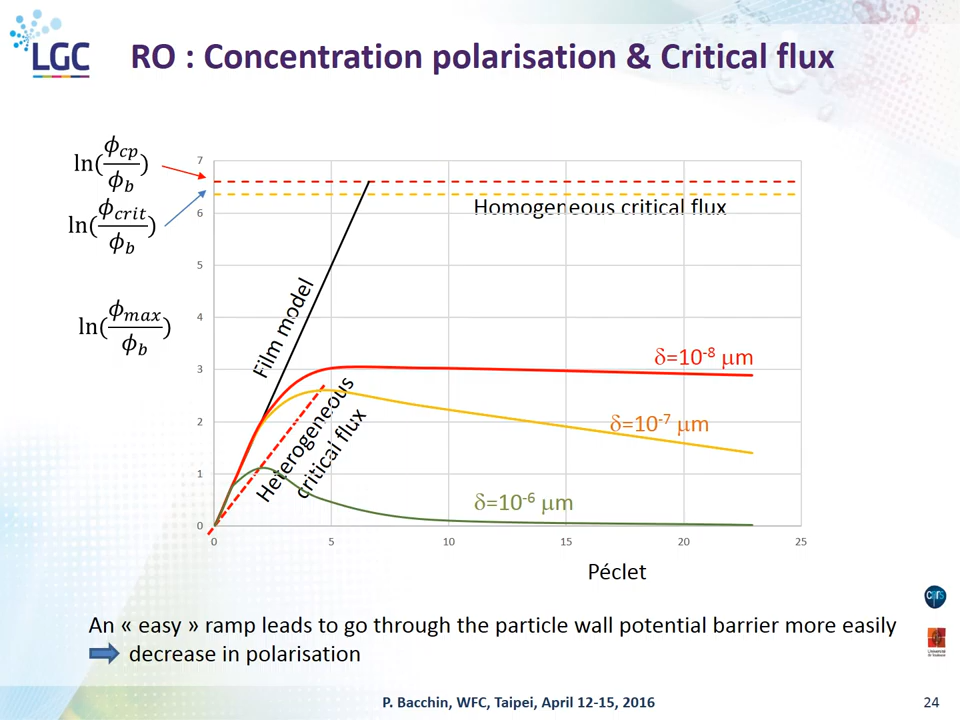 LGC
RO : Concentration polarisation & Critical flux
ln(ϕcp/ϕb)
ln(ϕcrit/ϕb)
ln(ϕmax/ϕb)
7
6
5
4
3
2
1
0
0 5 10 15 20 25
Homogeneous critical flux
Film model
Heterogeneous
critical flux
δ=10-8 µm
δ=10-7 µm
δ=10-6 µm
Péclet
An « easy » ramp leads to go through the particle wall potential barrier more easily
decrease in polarisation
cnrs
P. Bacchin, WFC, Taipei, April 12-15, 2016
24